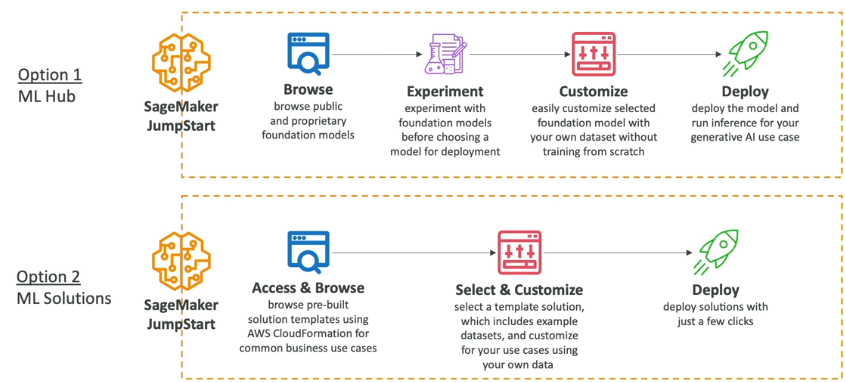 Option 1
ML Hub
SageMaker
JumpStart
Browse
browse public
and proprietary
foundation models
Experiment
experiment with
foundation models
before choosing a
model for deployment
Customize
easily customize selected
foundation model with
your own dataset without
training from scratch
Deploy
deploy the model and
run inference for your
generative AI use case
Option 2
ML Solutions
SageMaker
JumpStart
Access & Browse
browse pre-built
solution templates using
AWS CloudFormation for
common business use cases
Select & Customize
select a template solution,
which includes example
datasets, and customize
for your use cases using
your own data
Deploy
deploy solutions with
just a few clicks